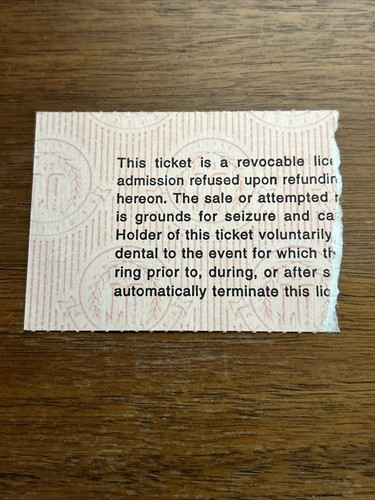 This ticket is a revocable lice
admission refused upon refundin
hereon. The sale or attempted r
is grounds for seizure and ca
Holder of this ticket voluntarily
dental to the event for which th
ring prior to, during, or after s
automatically terminate this lic